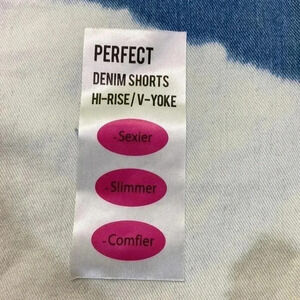 PERFECT
DENIM SHORTS
HI-RISE/V-YOKE
-Sexier
-Slimmer
-Comfier